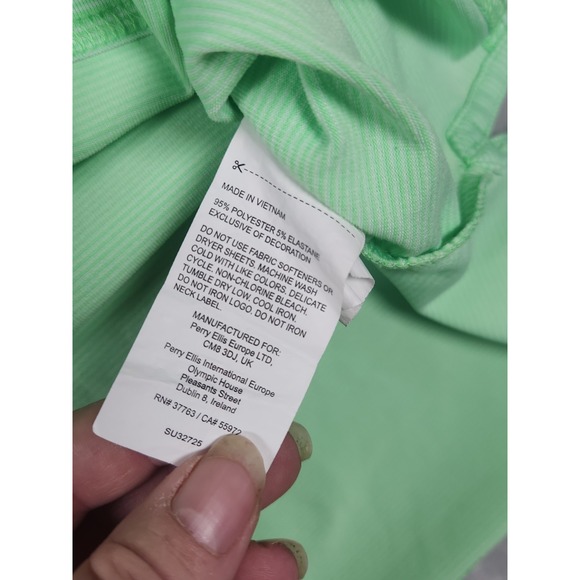 MADE IN VIETNAM
95% POLYESTER 5% ELASTANE
EXCLUSIVE OF DECORATION
DO NOT USE FABRIC SOFTENERS OR
DRYER SHEETS. MACHINE WASH
COLD WITH LIKE COLORS. DELICATE
CYCLE. NON-CHLORINE BLEACH.
TUMBLE DRY LOW. COOL IRON.
DO NOT IRON LOGO. DO NOT IRON
NECK LABEL.
MANUFACTURED FOR:
Perry Ellis Europe LTD,
CM8 3DJ, UK
Perry Ellis International Europe
Olympic House
Pleasants Street
Dublin 8, Ireland
RN# 37763 / CA# 55972
SU32725